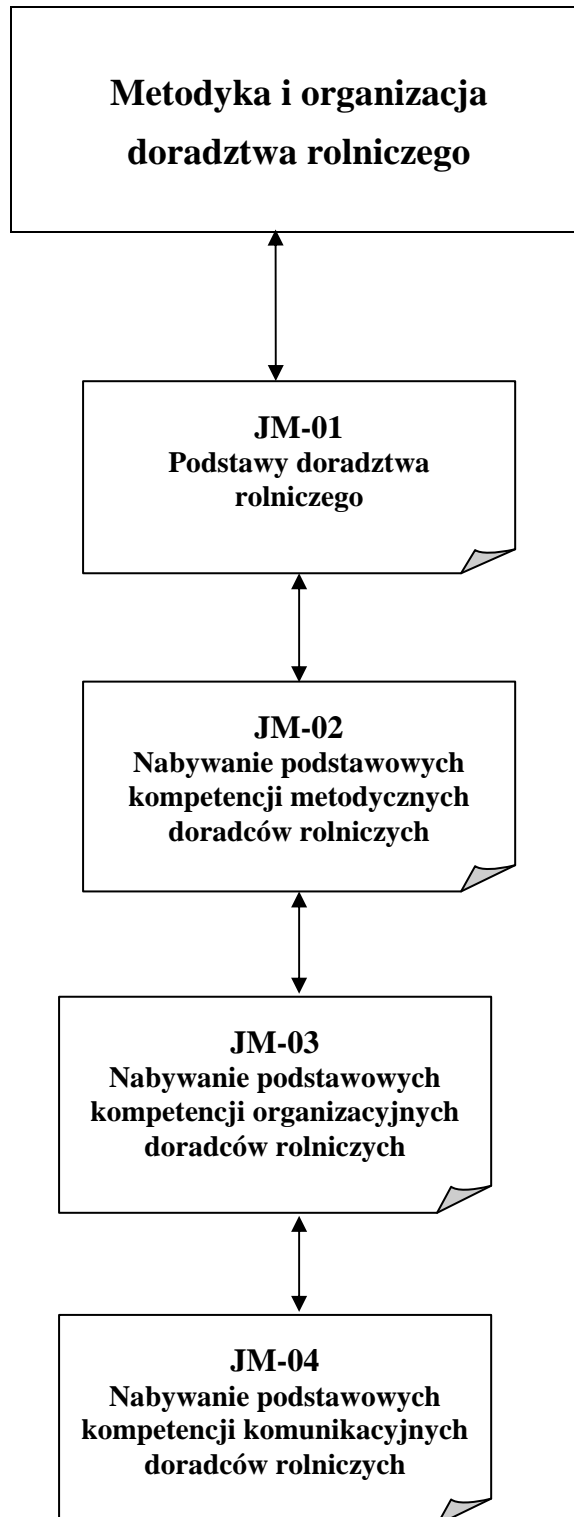 Metodyka i organizacja
doradztwa rolniczego
JM-01
Podstawy doradztwa
rolniczego
JM-02
Nabywanie podstawowych
kompetencji metodycznych
doradców rolniczych
JM-03
Nabywanie podstawowych
kompetencji organizacyjnych
doradców rolniczych
JM-04
Nabywanie podstawowych
kompetencji komunikacyjnych
doradców rolniczych